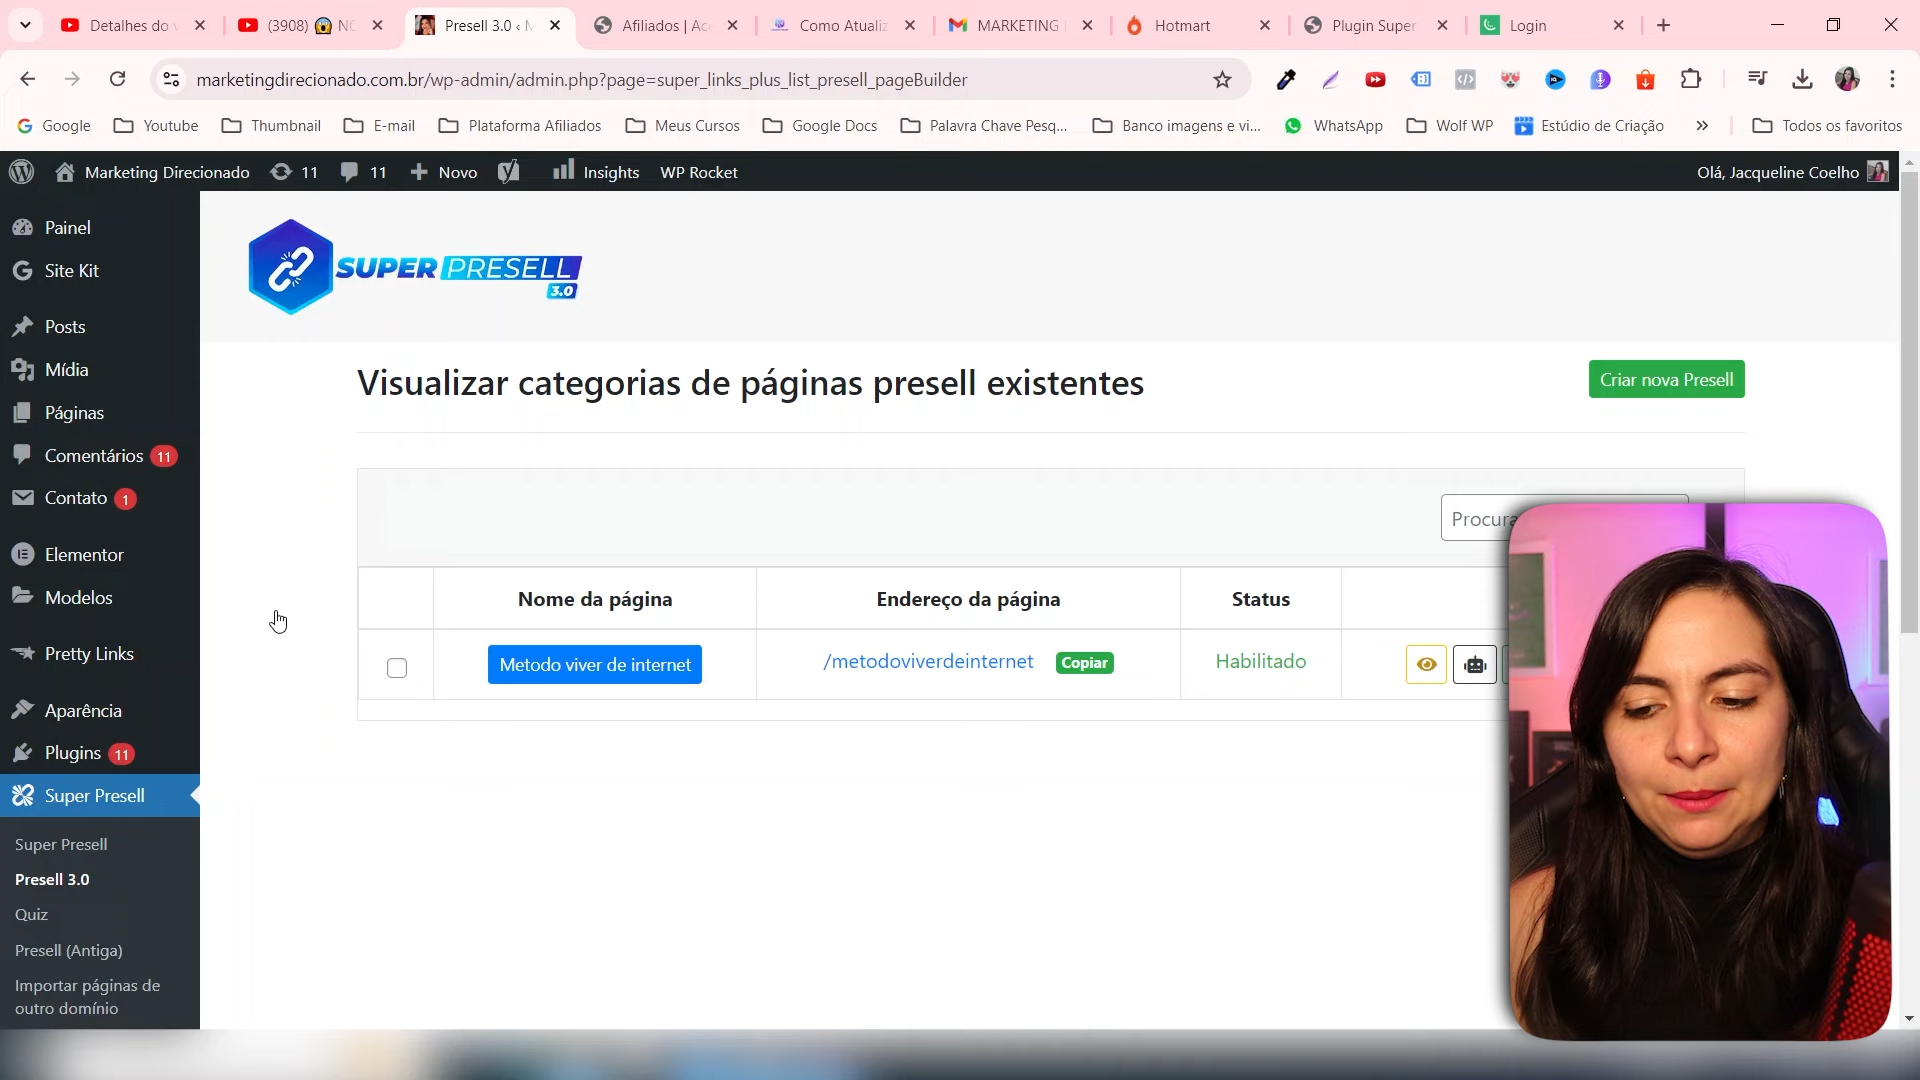 Detalhes do v
(3908) 😱 NC
Presell 3.0 ‹ M
Afiliados | Ace
Como Atualiz
MARKETING
Hotmart
Plugin Super
Login
marketingdirecionado.com.br/wp-admin/admin.php?page=super_links_plus_list_presell_pageBuilder
Google
Youtube
Thumbnail
E-mail
Plataforma Afiliados
Meus Cursos
Google Docs
Palavra Chave Pesq...
Banco imagens e vi...
WhatsApp
Wolf WP
Estúdio de Criação
»
Todos os favoritos
Marketing Direcionado
11
11
Novo
Insights
WP Rocket
Olá, Jacqueline Coelho
Painel
Site Kit
Posts
Mídia
Páginas
Comentários 11
Contato 1
Elementor
Modelos
Pretty Links
Aparência
Plugins 11
Super Presell
Super Presell
Presell 3.0
Quiz
Presell (Antiga)
Importar páginas de
outro domínio
SUPER PRESELL
3.0
Visualizar categorias de páginas presell existentes
Criar nova Presell
Procura
Nome da página
Endereço da página
Status
Metodo viver de internet
/metodoviverdeinternet
Copiar
Habilitado